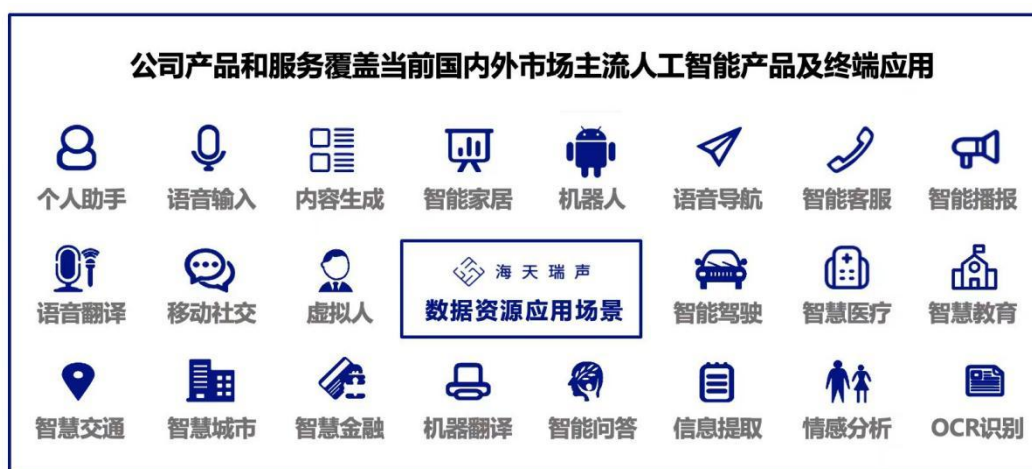 公司产品和服务覆盖当前国内外市场主流人工智能产品及终端应用
个人助手 语音输入 内容生成 智能家居 机器人 语音导航 智能客服 智能播报
海天瑞声
语音翻译 移动社交 虚拟人 数据资源应用场景 智能驾驶 智慧医疗 智慧教育
智慧交通 智慧城市 智慧金融 机器翻译 智能问答 信息提取 情感分析 OCR识别